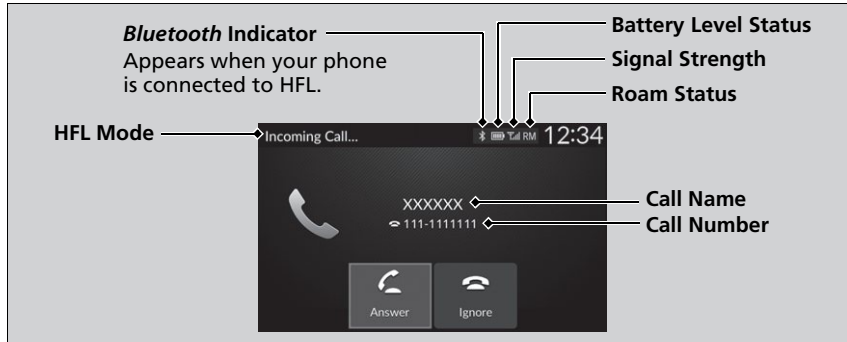 Bluetooth Indicator
Appears when your phone
is connected to HFL.
Battery Level Status
Signal Strength
Roam Status
HFL Mode
Incoming Call...
RM 12:34
XXXXXX
Call Name
111-1111111
Call Number
Answer
Ignore